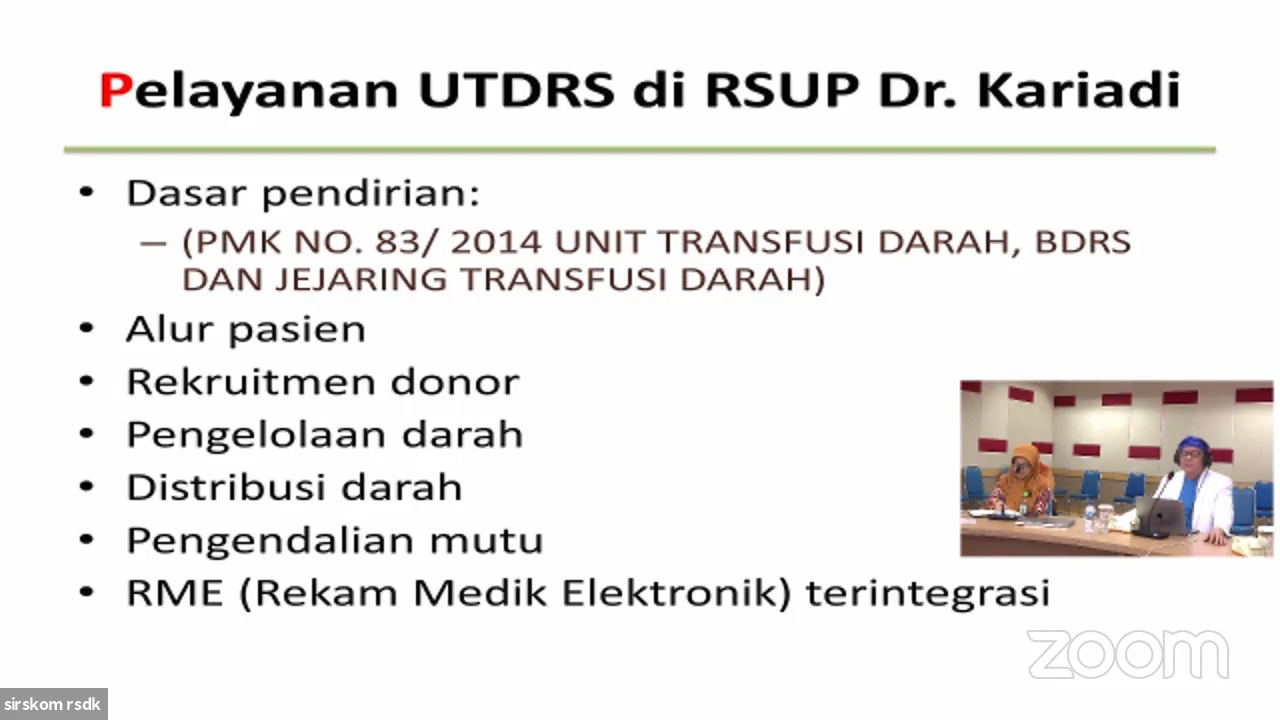 Pelayanan UTDRS di RSUP Dr. Kariadi
• Dasar pendirian:
– (PMK NO. 83/ 2014 UNIT TRANSFUSI DARAH, BDRS
DAN JEJARING TRANSFUSI DARAH)
• Alur pasien
• Rekruitmen donor
• Pengelolaan darah
• Distribusi darah
• Pengendalian mutu
• RME (Rekam Medik Elektronik) terintegrasi
zoom
sirskom rsdk